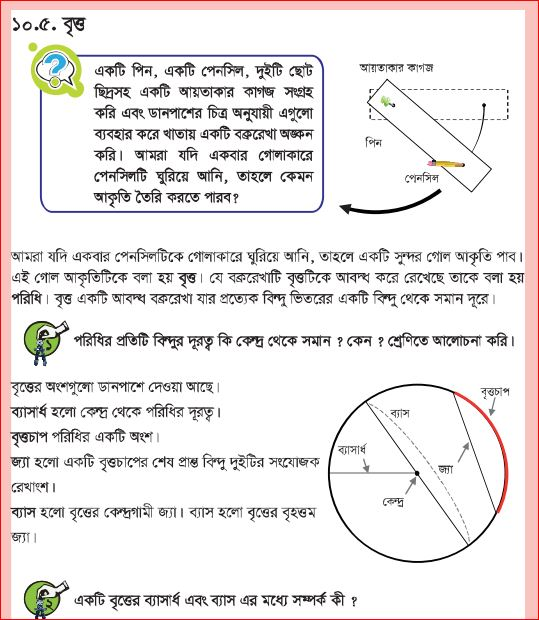 ১০.৫. বৃত্ত
একটি পিন, একটি পেনসিল, দুইটি ছোট
ছিদ্রসহ একটি আয়তাকার কাগজ সংগ্রহ
করি এবং ডানপাশের চিত্র অনুযায়ী এগুলো
ব্যবহার করে খাতায় একটি বক্ররেখা অঙ্কন
করি। আমরা যদি একবার গোলাকারে
পেনসিলটি ঘুরিয়ে আনি, তাহলে কেমন
আকৃতি তৈরি করতে পারব?
আয়তাকার কাগজ
পিন
পেনসিল
আমরা যদি একবার পেনসিলটিকে গোলাকারে ঘুরিয়ে আনি, তাহলে একটি সুন্দর গোল আকৃতি পাব।
এই গোল আকৃতিটিকে বলা হয় বৃত্ত। যে বক্ররেখাটি বৃত্তটিকে আবদ্ধ করে রেখেছে তাকে বলা হয়
পরিধি। বৃত্ত একটি আবদ্ধ বক্ররেখা যার প্রত্যেক বিন্দু ভিতরের একটি বিন্দু থেকে সমান দূরে।
১ পরিধির প্রতিটি বিন্দুর দূরত্ব কি কেন্দ্র থেকে সমান ? কেন ? শ্রেণিতে আলোচনা করি।
বৃত্তের অংশগুলো ডানপাশে দেওয়া আছে।
ব্যাসার্ধ হলো কেন্দ্র থেকে পরিধির দূরত্ব।
বৃত্তচাপ পরিধির একটি অংশ।
জ্যা হলো একটি বৃত্তচাপের শেষ প্রান্ত বিন্দু দুইটির সংযোজক
রেখাংশ।
ব্যাস হলো বৃত্তের কেন্দ্রগামী জ্যা। ব্যাস হলো বৃত্তের বৃহত্তম
জ্যা।
বৃত্তচাপ
ব্যাস
ব্যাসার্ধ
জ্যা
কেন্দ্র
২ একটি বৃত্তের ব্যাসার্ধ এবং ব্যাস এর মধ্যে সম্পর্ক কী ?